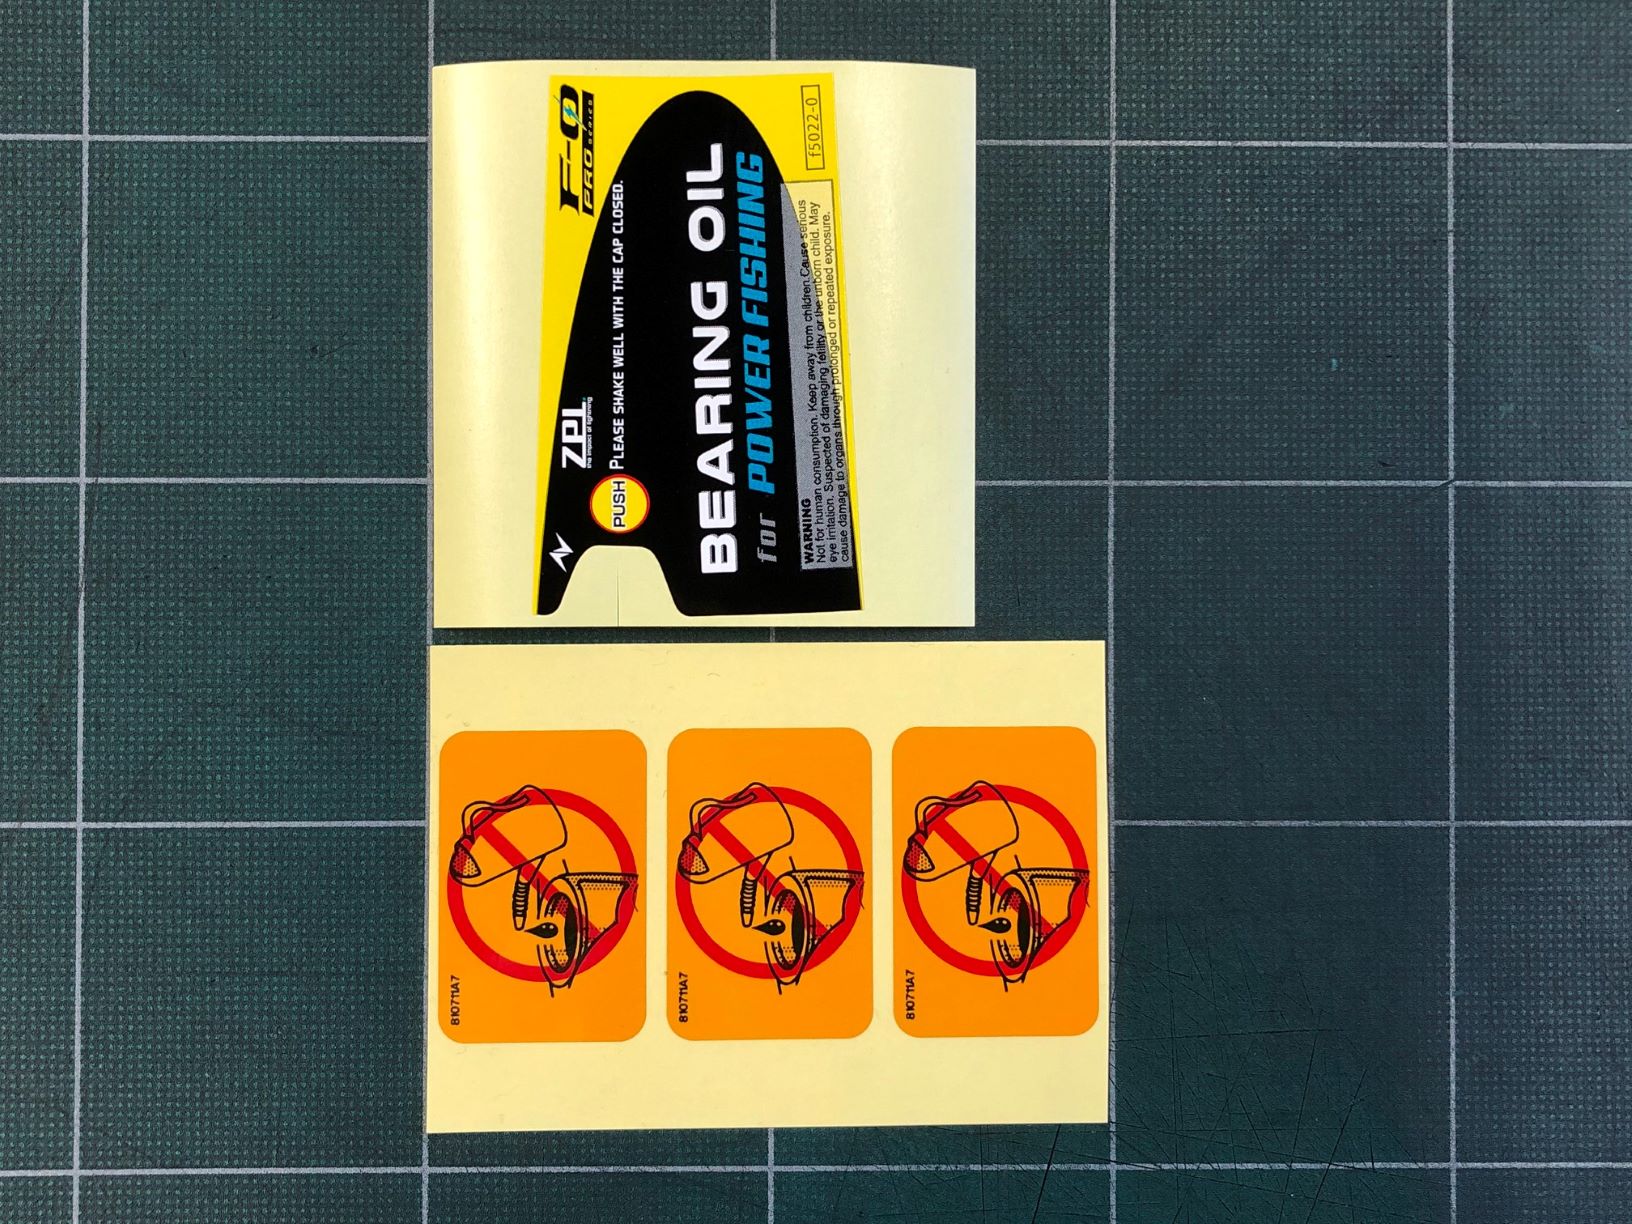 F-0
PRO SERIES
f5022-0
ZPI
the impact of lightning
PUSH
PLEASE SHAKE WELL WITH THE CAP CLOSED.
BEARING OIL
for POWER FISHING
WARNING
Not for human consumption. Keep away from children.Cause serious
eye irritation. Suspected of damaging fetility or the unborn child. May
cause damage to organs through prolonged or repeated exposure.
810711A7
810711A7
810711A7